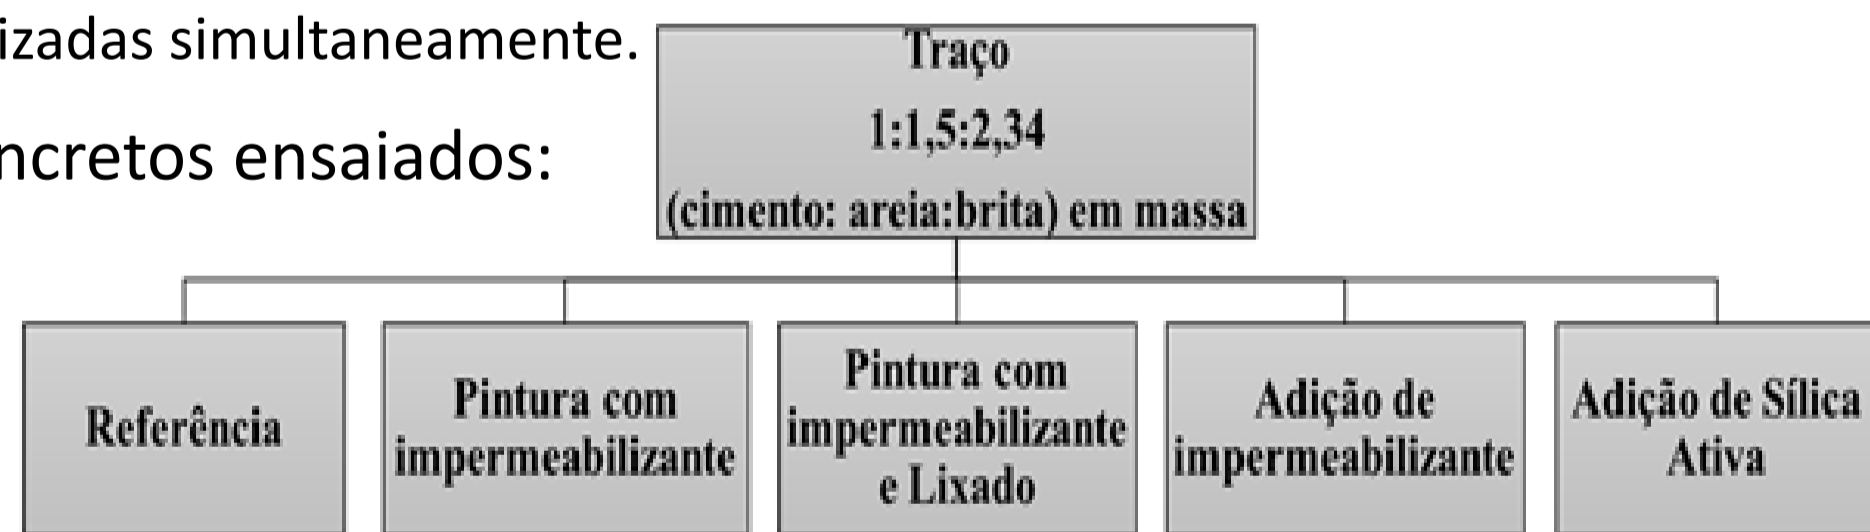 izadas simultaneamente.
ncretos ensaiados:
Traço
1:1,5:2,34
(cimento: areia:brita) em massa
Referência
Pintura com
impermeabilizante
Pintura com
impermeabilizante
e Lixado
Adição de
impermeabilizante
Adição de Sílica
Ativa